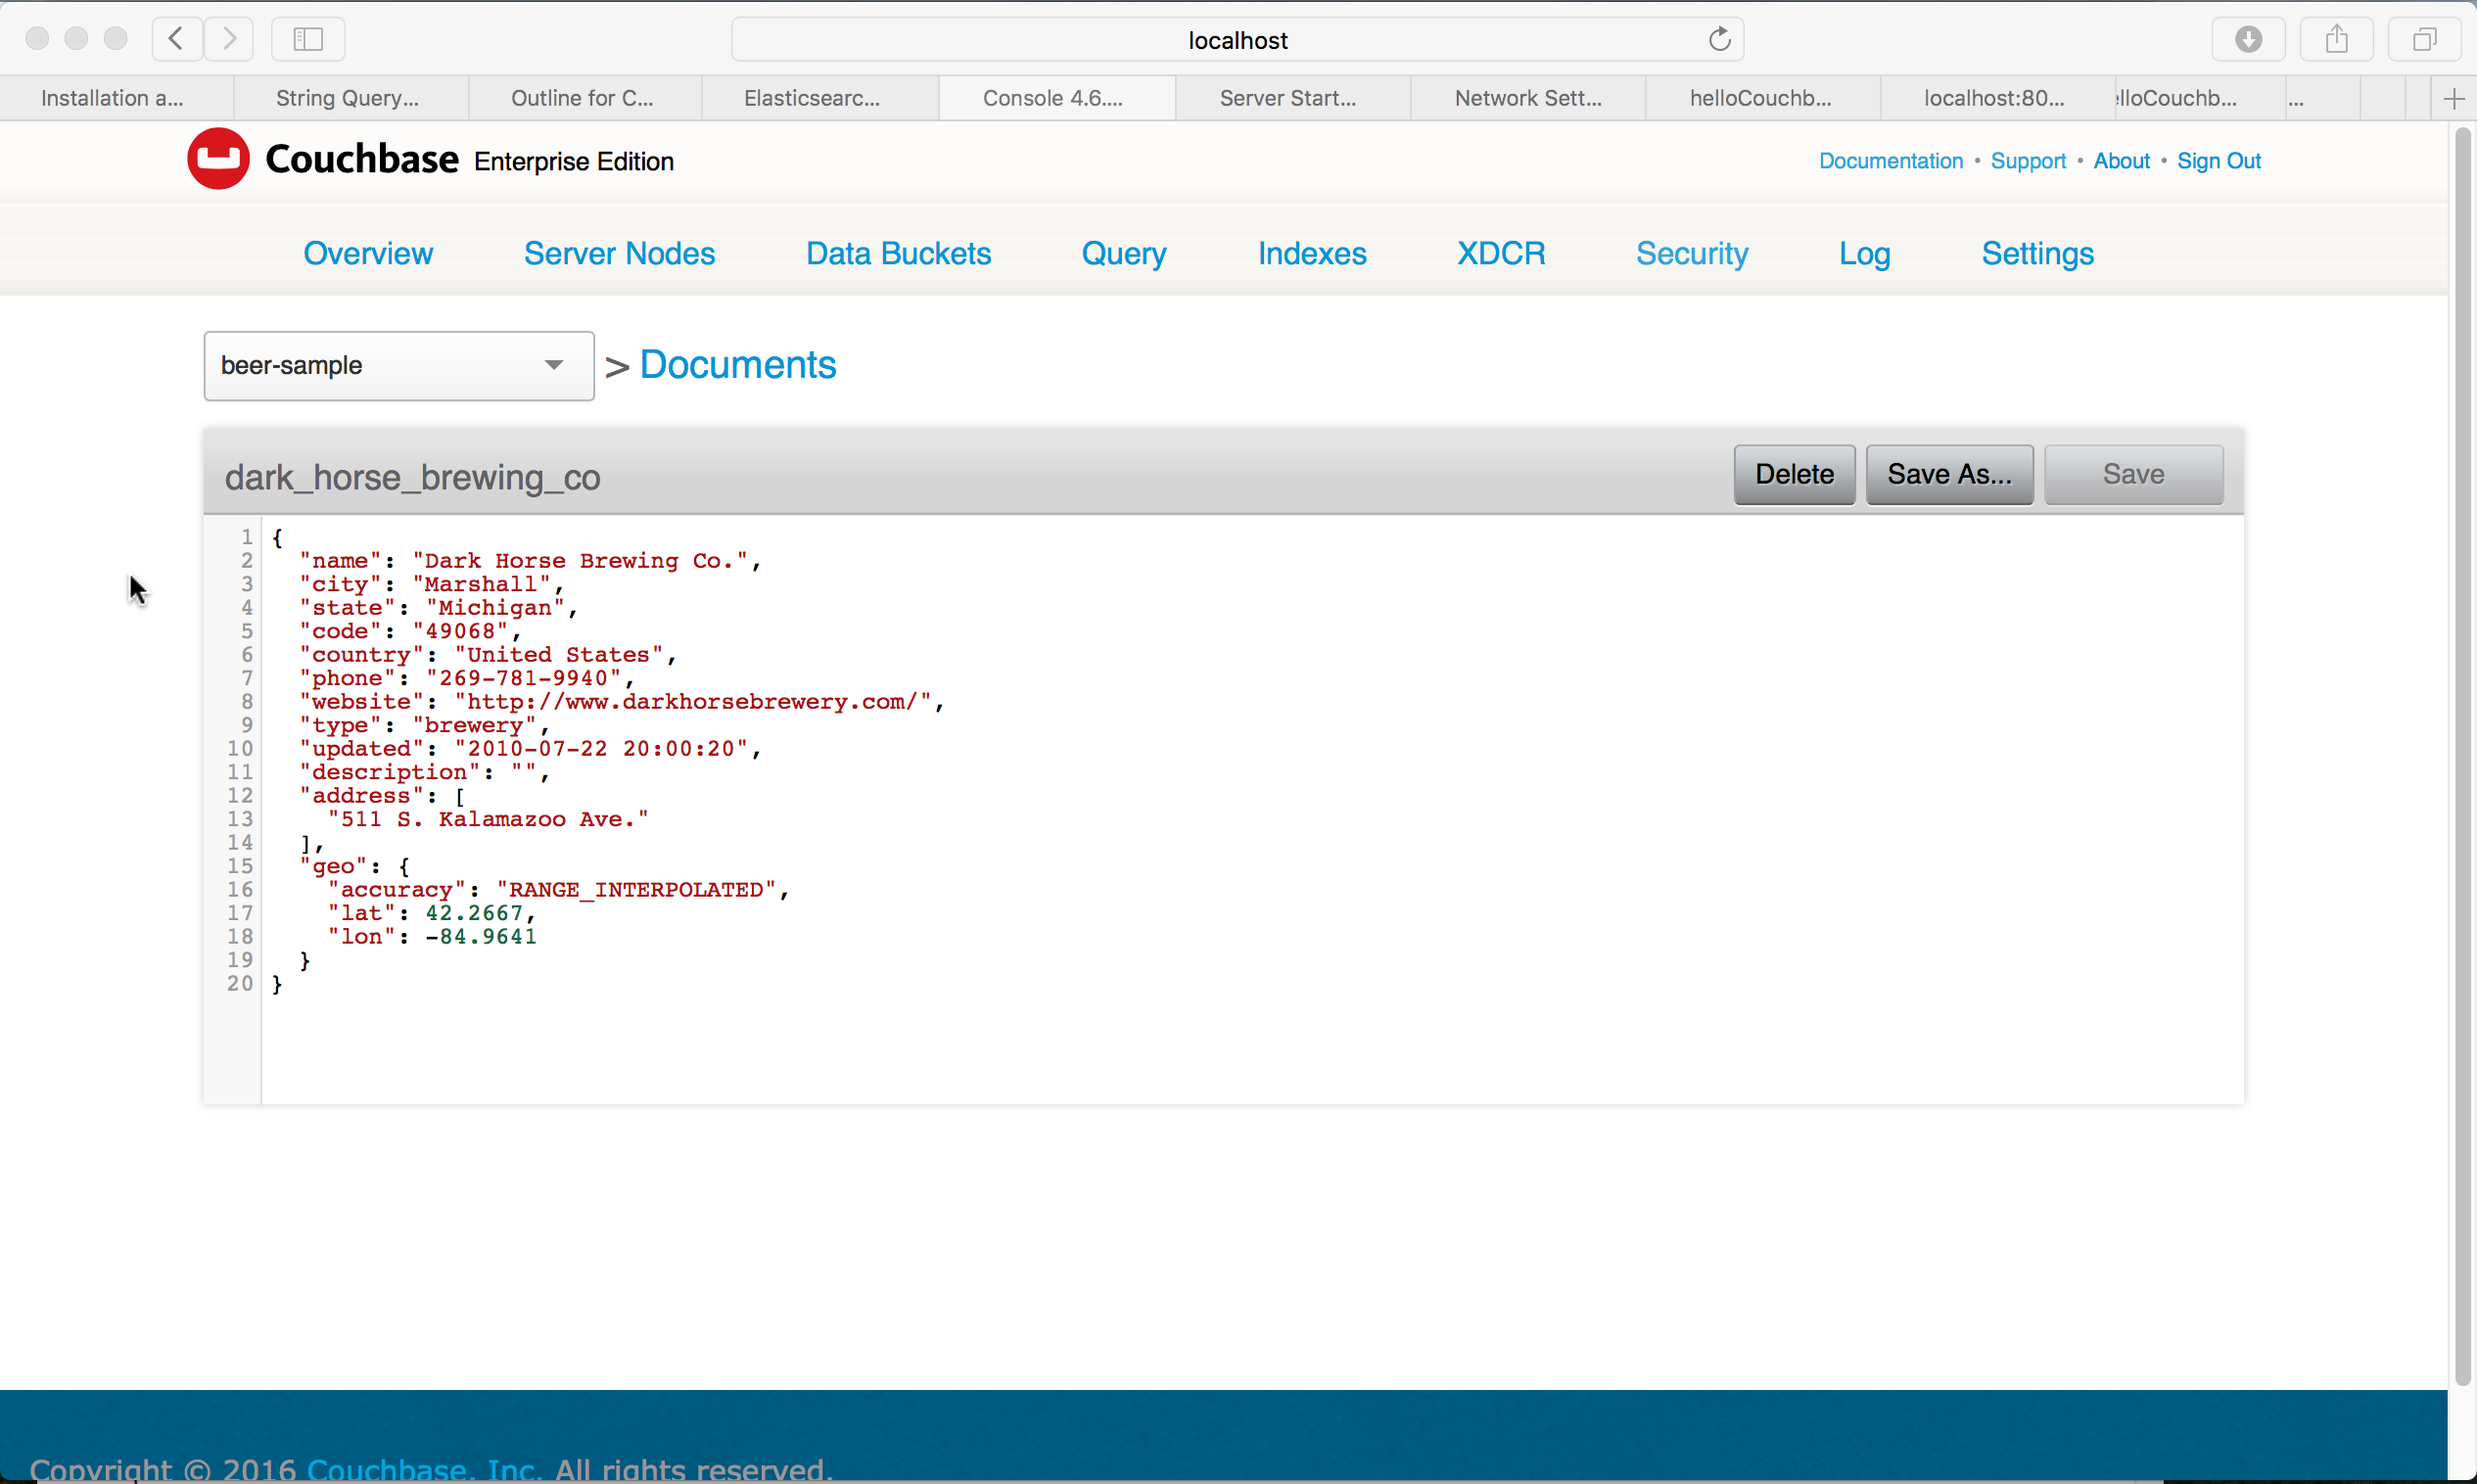 localhost
Installation a...
String Query...
Outline for C...
Elasticsearc...
Console 4.6....
Server Start...
Network Sett...
helloCouchb...
localhost:80...
lloCouchb...
...
Couchbase Enterprise Edition
Documentation • Support • About • Sign Out
Overview Server Nodes Data Buckets Query Indexes XDCR Security Log Settings
beer-sample > Documents
dark_horse_brewing_co
Delete Save As... Save
1 {
2 "name": "Dark Horse Brewing Co.",
3 "city": "Marshall",
4 "state": "Michigan",
5 "code": "49068",
6 "country": "United States",
7 "phone": "269-781-9940",
8 "website": "http://www.darkhorsebrewery.com/",
9 "type": "brewery",
10 "updated": "2010-07-22 20:00:20",
11 "description": "",
12 "address": [
13 "511 S. Kalamazoo Ave."
14 ],
15 "geo": {
16 "accuracy": "RANGE_INTERPOLATED",
17 "lat": 42.2667,
18 "lon": -84.9641
19 }
20 }
Copyright © 2016 Couchbase, Inc. All rights reserved.